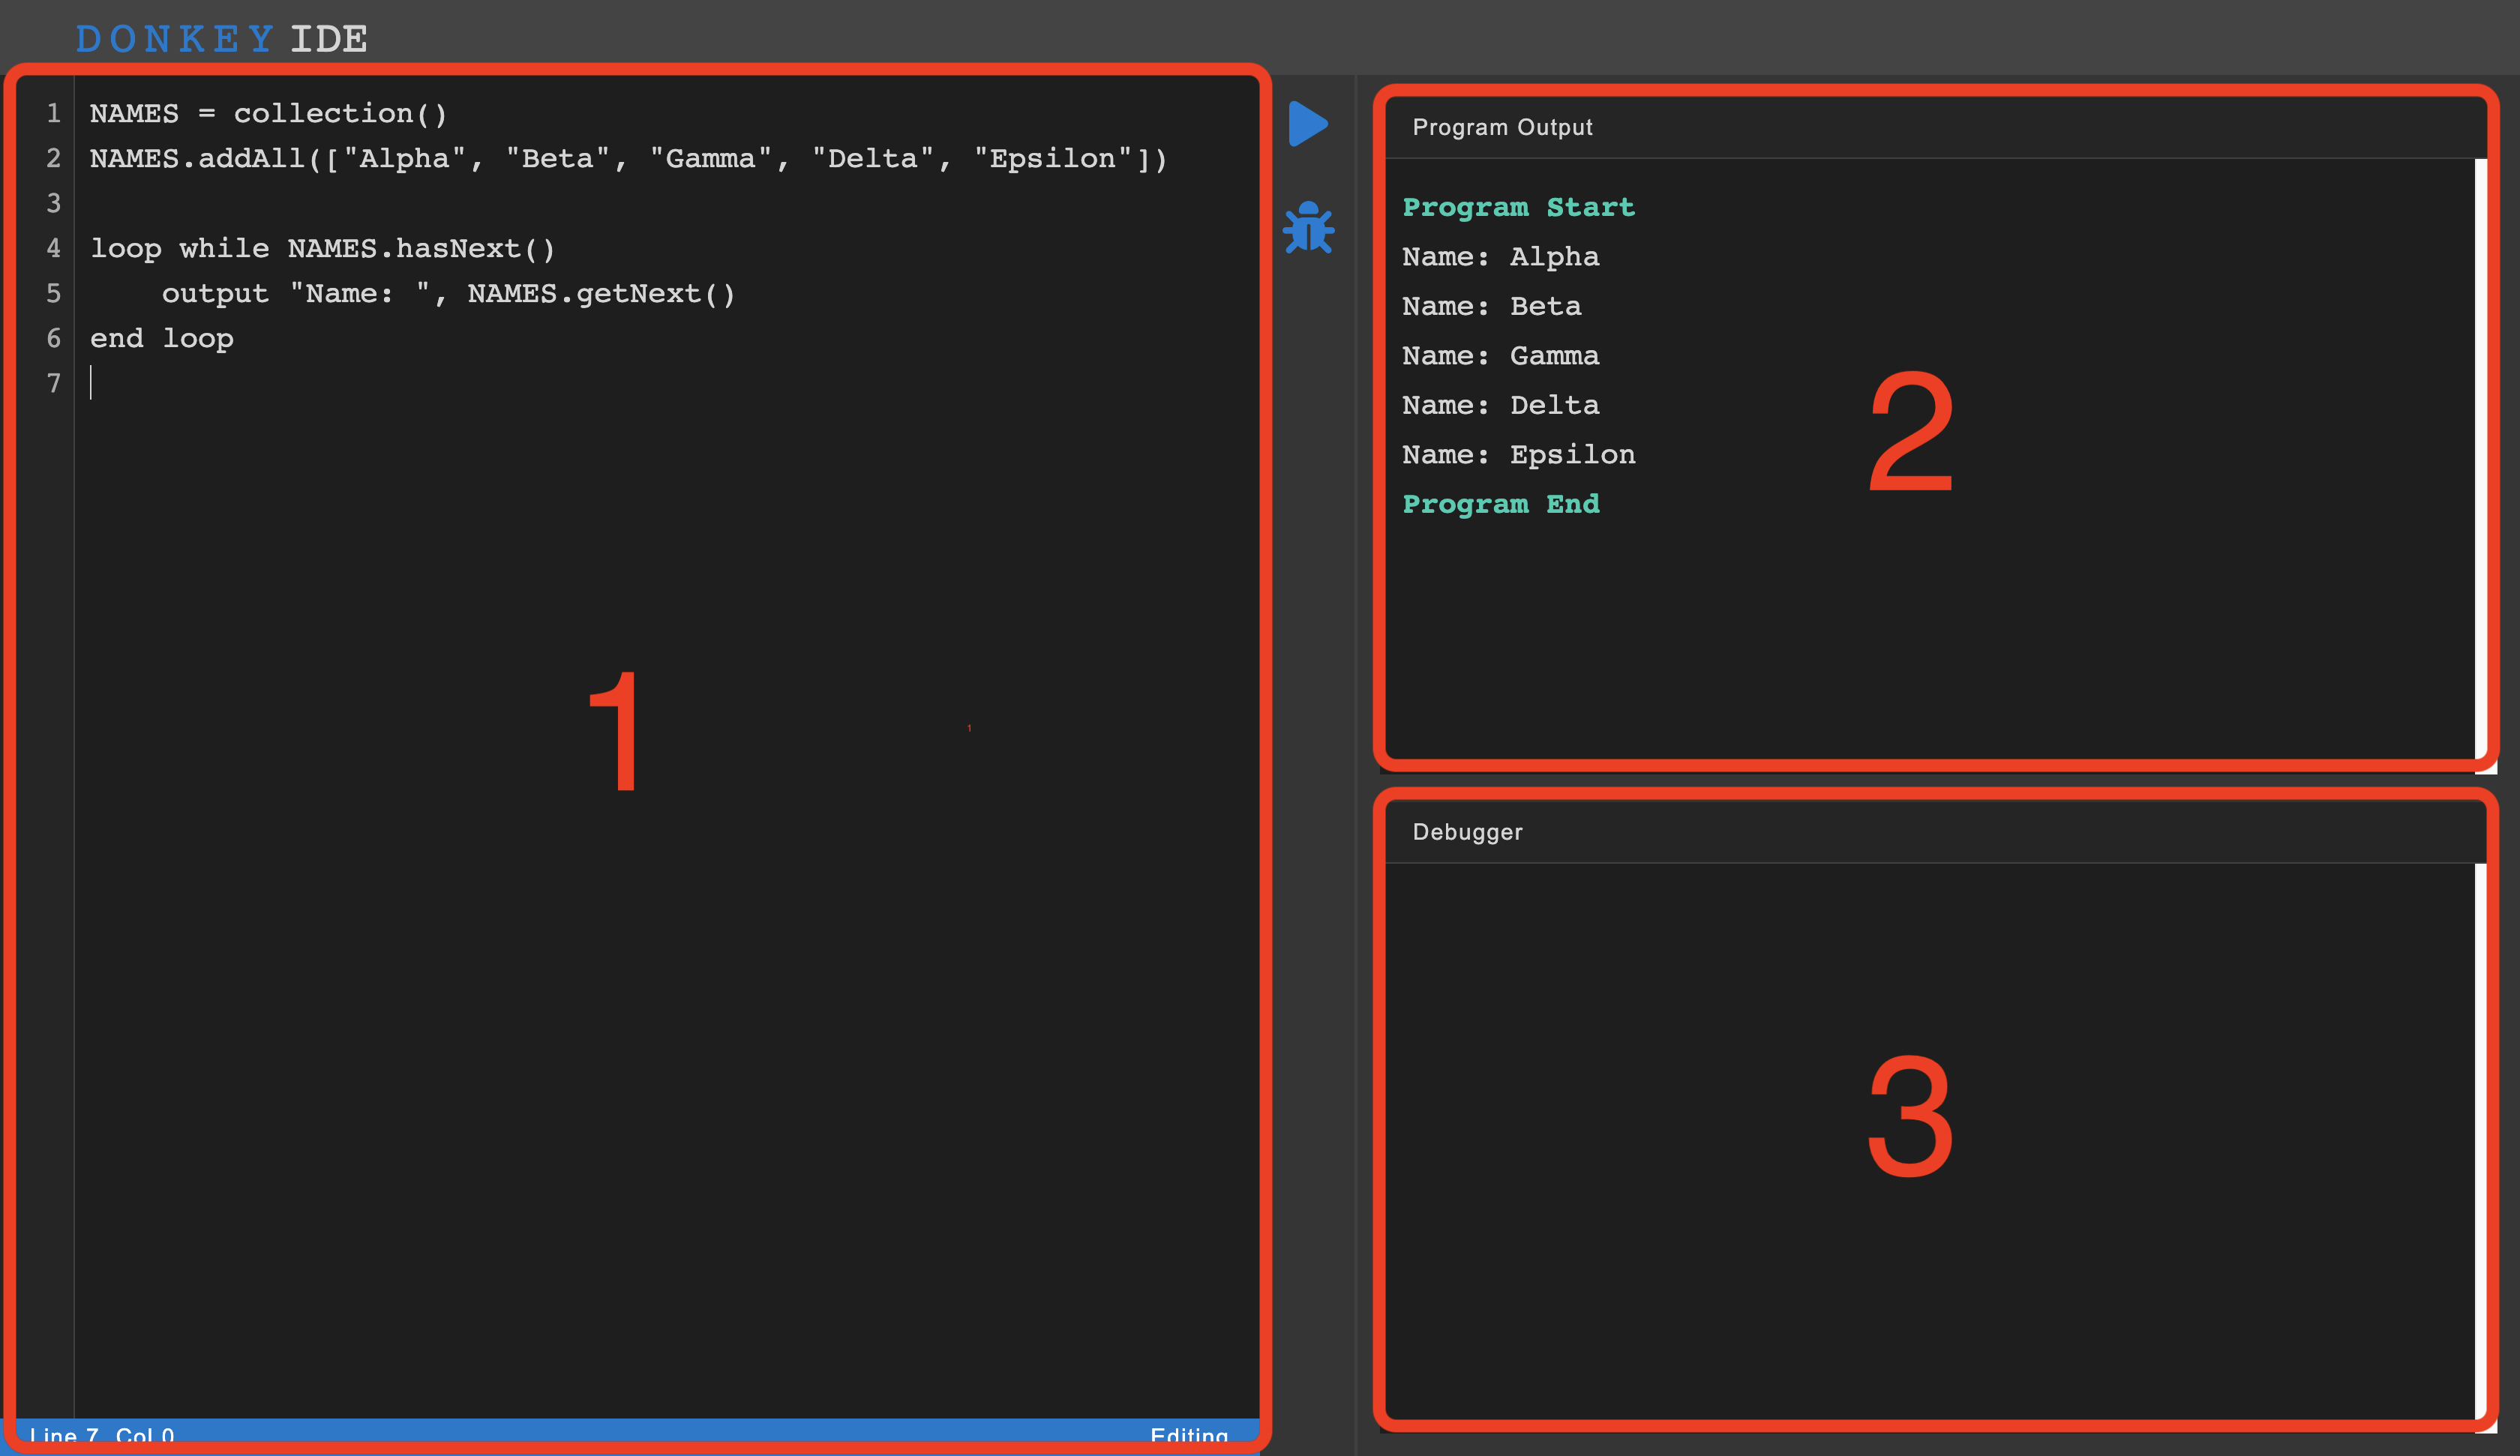 DONKEY IDE
1 NAMES = collection()
2 NAMES.addAll(["Alpha", "Beta", "Gamma", "Delta", "Epsilon"])
3
4 loop while NAMES.hasNext()
5     output "Name: ", NAMES.getNext()
6 end loop
7
1
1
Line 7, Col 0 Editing
Program Output
Program Start
Name: Alpha
Name: Beta
Name: Gamma
Name: Delta
Name: Epsilon
Program End
2
Debugger
3